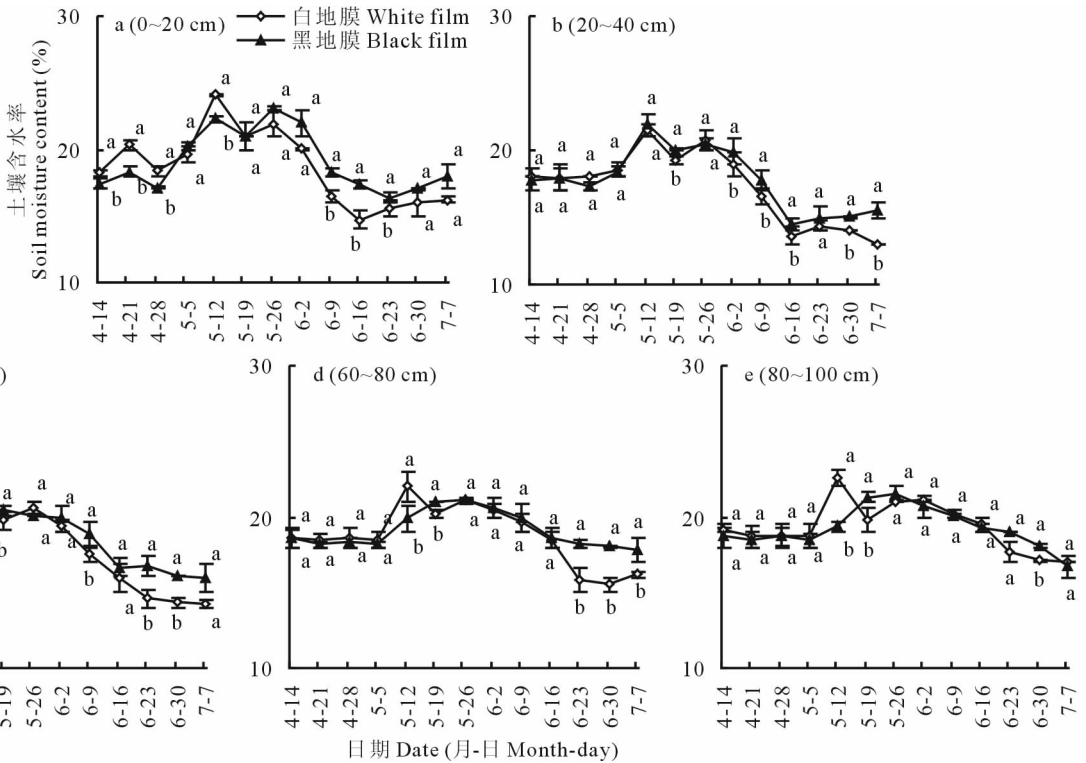 30
20
10
a (0~20 cm)
白地膜 White film
黑地膜 Black film
土壤含水率
Soil moisture content (%)
a a a a a a a a a a a a a
b b a b a a a b b b a a
4-14 4-21 4-28 5-5 5-12 5-19 5-26 6-2 6-9 6-16 6-23 6-30 7-7
30
20
10
b (20~40 cm)
a a a a a a a a a a a a a
a a a a a b a b a b a b b
4-14 4-21 4-28 5-5 5-12 5-19 5-26 6-2 6-9 6-16 6-23 6-30 7-7
)
a a a a a a a a
b a a b a b b a
5-19 5-26 6-2 6-9 6-16 6-23 6-30 7-7
30
20
10
d (60~80 cm)
a a a a a a a a a a a a a
a a a a b b a a a a b b b
4-14 4-21 4-28 5-5 5-12 5-19 5-26 6-2 6-9 6-16 6-23 6-30 7-7
30
20
10
e (80~100 cm)
a a a a a a a a a a a a a
a a a a b b a a a a a b a
4-14 4-21 4-28 5-5 5-12 5-19 5-26 6-2 6-9 6-16 6-23 6-30 7-7
日期 Date (月-日 Month-day)